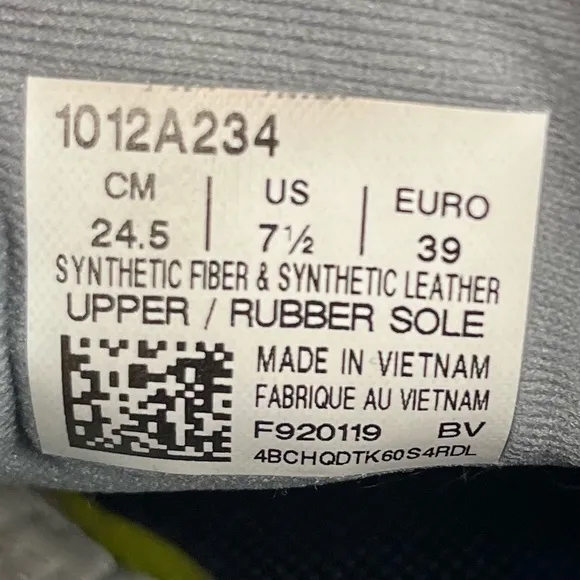 1012A234
CM | US | EURO
24.5 | 7½ | 39
SYNTHETIC FIBER & SYNTHETIC LEATHER
UPPER / RUBBER SOLE
MADE IN VIETNAM
FABRIQUE AU VIETNAM
F920119 BV
4BCHQDTK60S4RDL